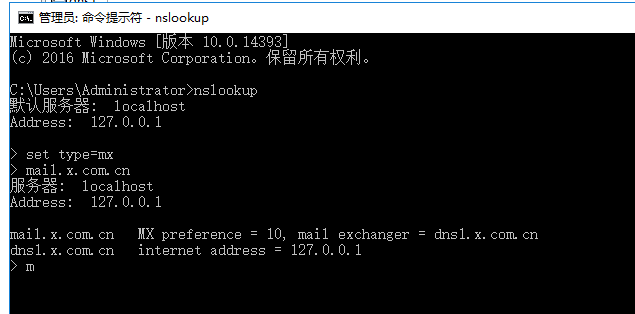 管理员: 命令提示符 - nslookup
Microsoft Windows [版本 10.0.14393]
(c) 2016 Microsoft Corporation。保留所有权利。
C:\Users\Administrator>nslookup
默认服务器:  localhost
Address:  127.0.0.1
> set type=mx
> mail.x.com.cn
服务器:  localhost
Address:  127.0.0.1
mail.x.com.cn   MX preference = 10, mail exchanger = dns1.x.com.cn
dns1.x.com.cn   internet address = 127.0.0.1
> m